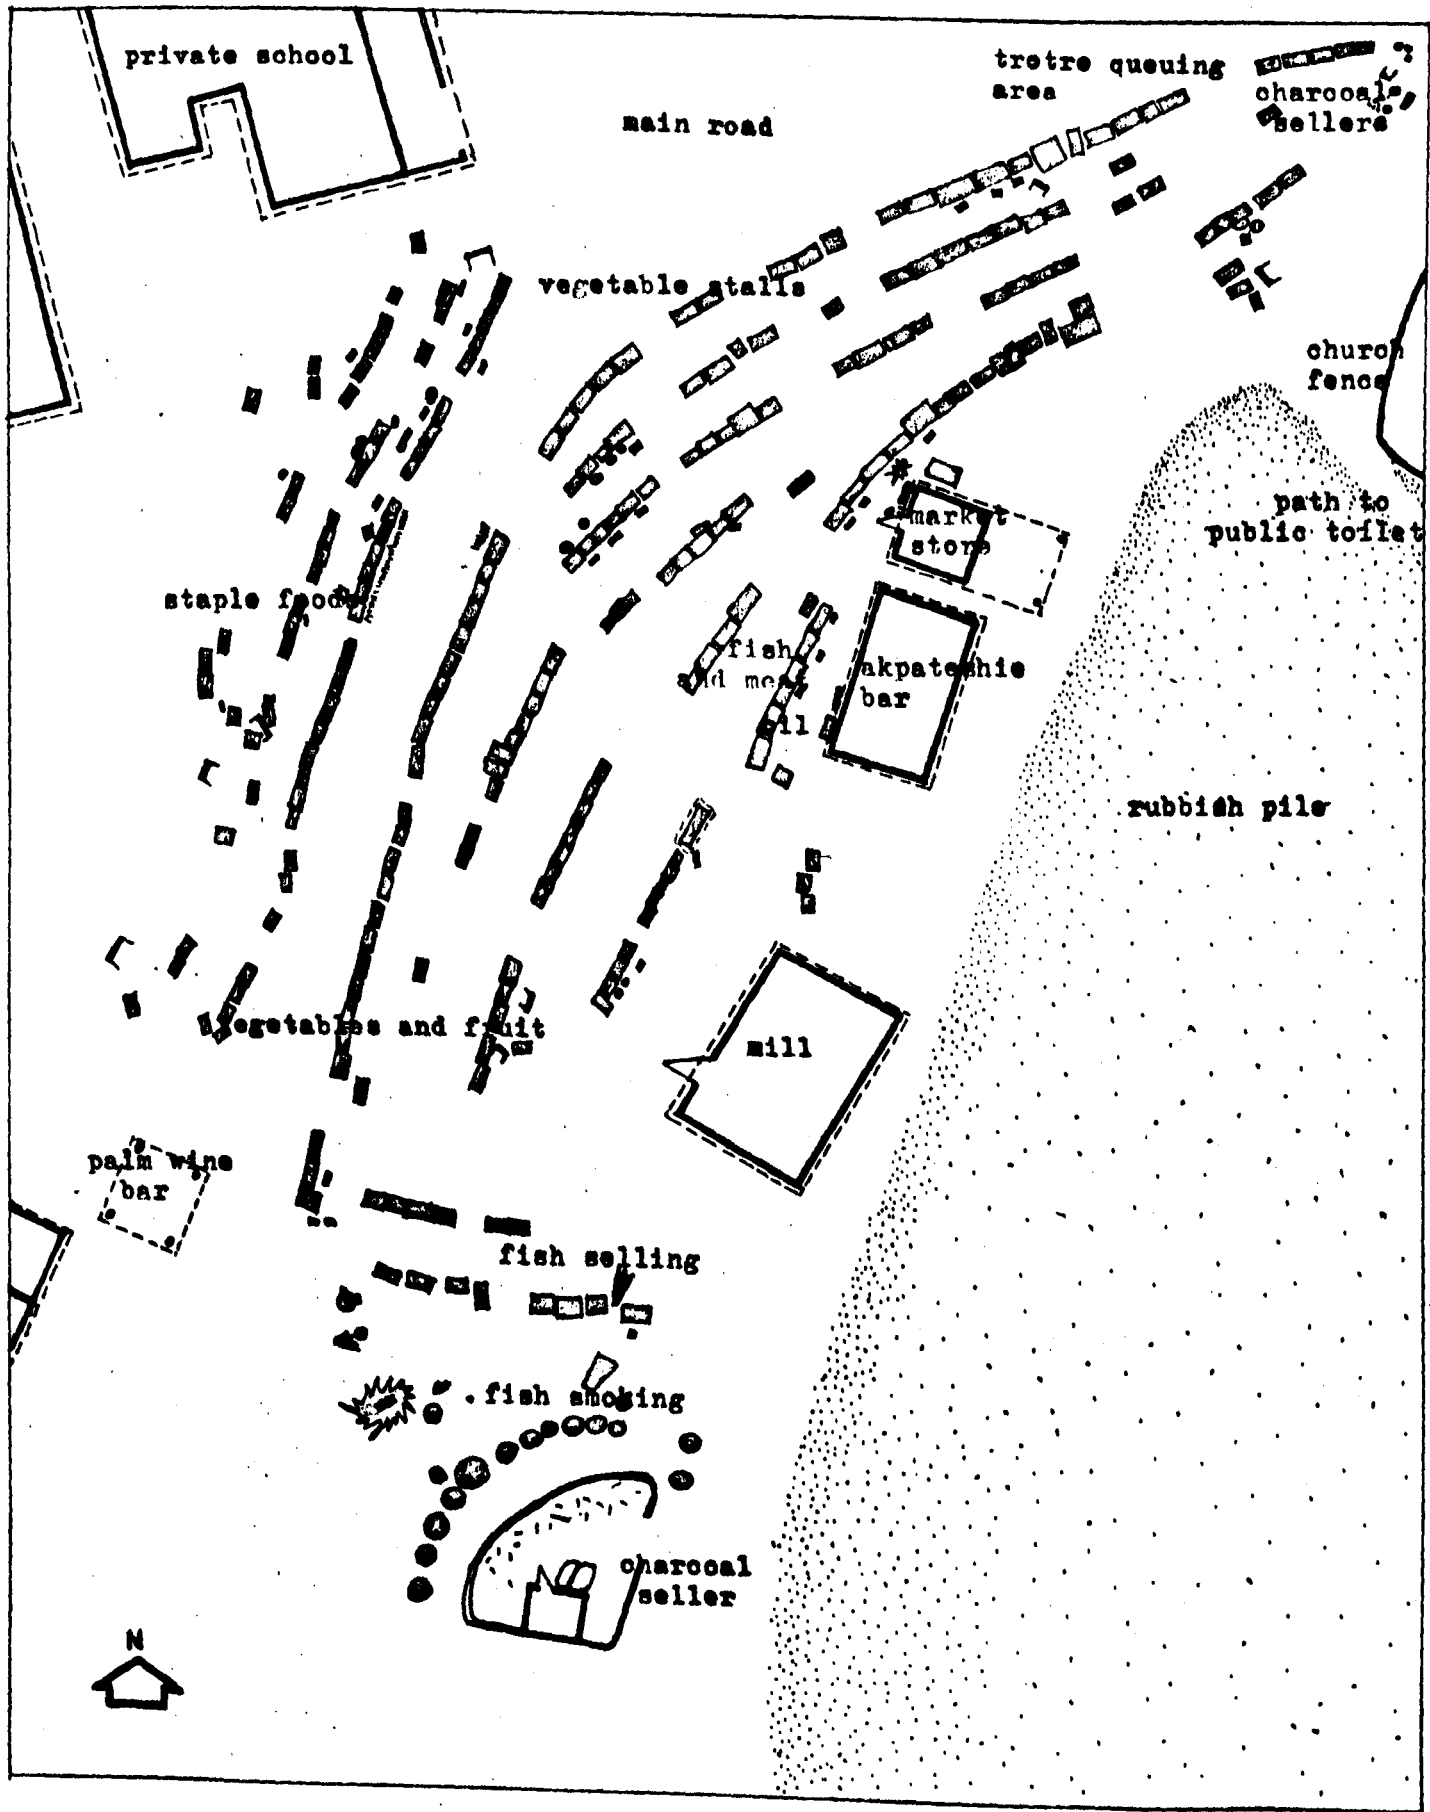 private school
trotro queuing
area
charcoal
sellers
main road
vegetable stalls
church
fence
path to
public toilet
market
store
staple foods
fish
and meat
akpateshie
bar
rubbish pile
vegetables and fruit
mill
palm wine
bar
fish selling
fish smoking
charcoal
seller
N